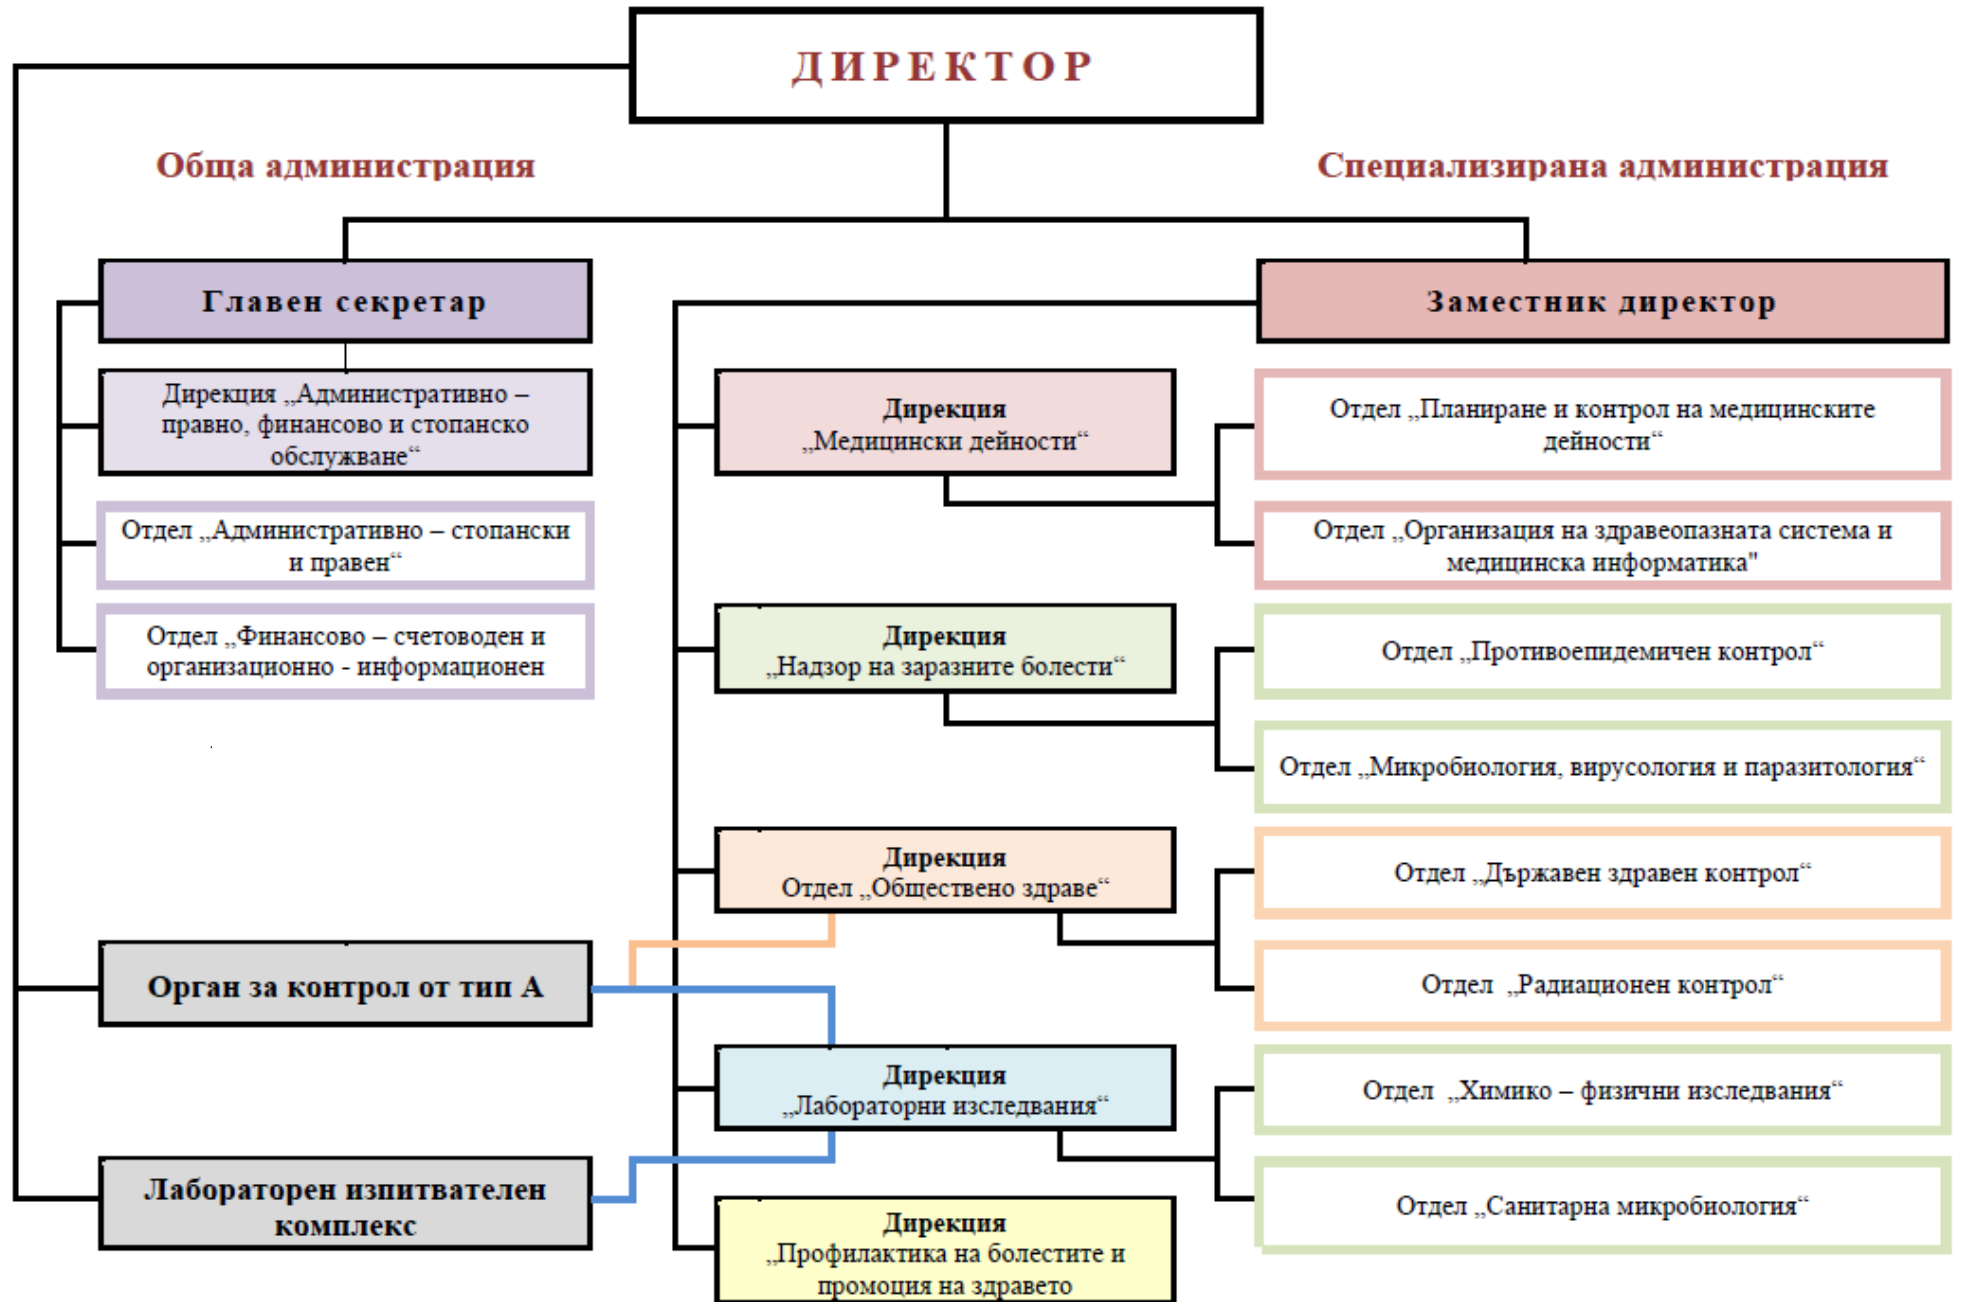 ДИРЕКТОР
Обща администрация
Специализирана администрация
Главен секретар
Дирекция „Административно –
правно, финансово и стопанско
обслужване“
Отдел „Административно – стопански
и правен“
Отдел „Финансово – счетоводен и
организационно - информационен
Орган за контрол от тип А
Лабораторен изпитвателен
комплекс
Заместник директор
Дирекция
„Медицински дейности“
Отдел „Планиране и контрол на медицинските
дейности“
Отдел „Организация на здравеопазната система и
медицинска информатика"
Дирекция
„Надзор на заразните болести“
Отдел „Противоепидемичен контрол“
Отдел „Микробиология, вирусология и паразитология“
Дирекция
Отдел „Обществено здраве“
Отдел „Държавен здравен контрол“
Отдел „Радиационен контрол“
Дирекция
„Лабораторни изследвания“
Отдел „Химико – физични изследвания“
Отдел „Санитарна микробиология“
Дирекция
„Профилактика на болестите и
промоция на здравето